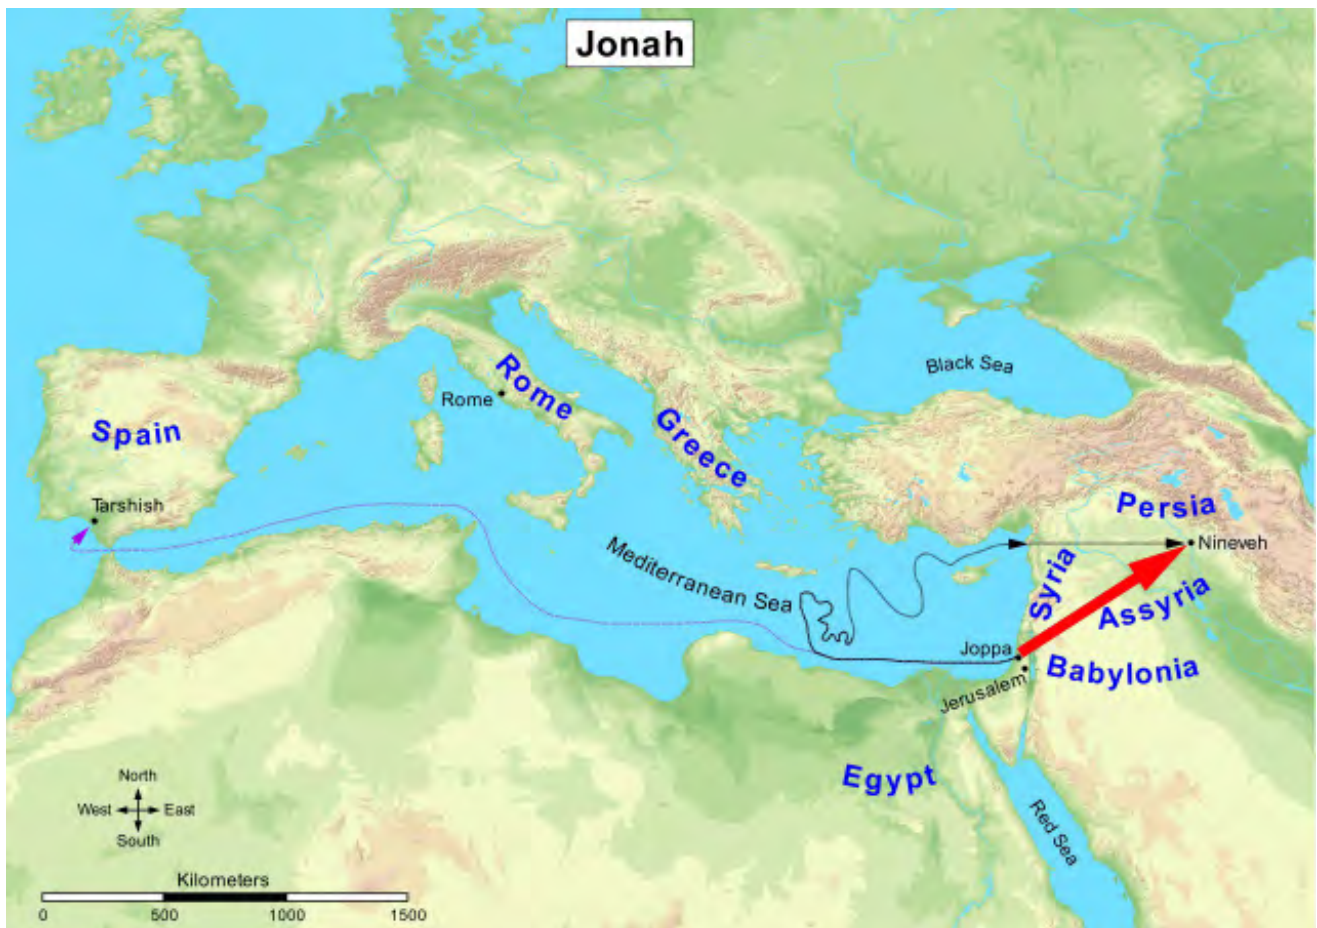 Jonah
Black Sea
Rome
Rome
Greece
Spain
Tarshish
Persia
Nineveh
Mediterranean Sea
Syria
Assyria
Joppa
Babylonia
Jerusalem
Egypt
Red Sea
North
West East
South
Kilometers
0 500 1000 1500